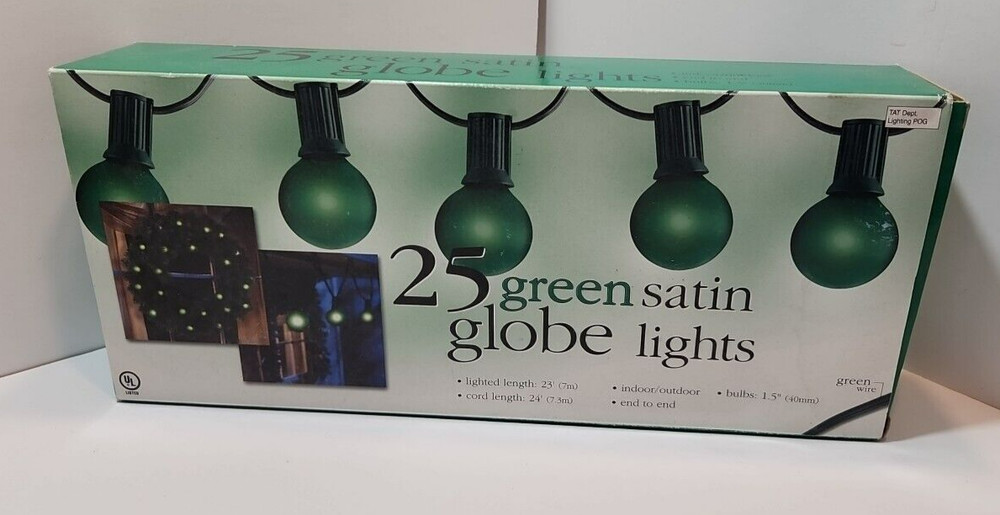 25 green satin
globe lights
TAT Dept.
Lighting POG
25 green satin
globe lights
• lighted length: 23' (7m)
• cord length: 24' (7.3m)
• indoor/outdoor
• end to end
• bulbs: 1.5" (40mm)
green
wire
UL
LISTED